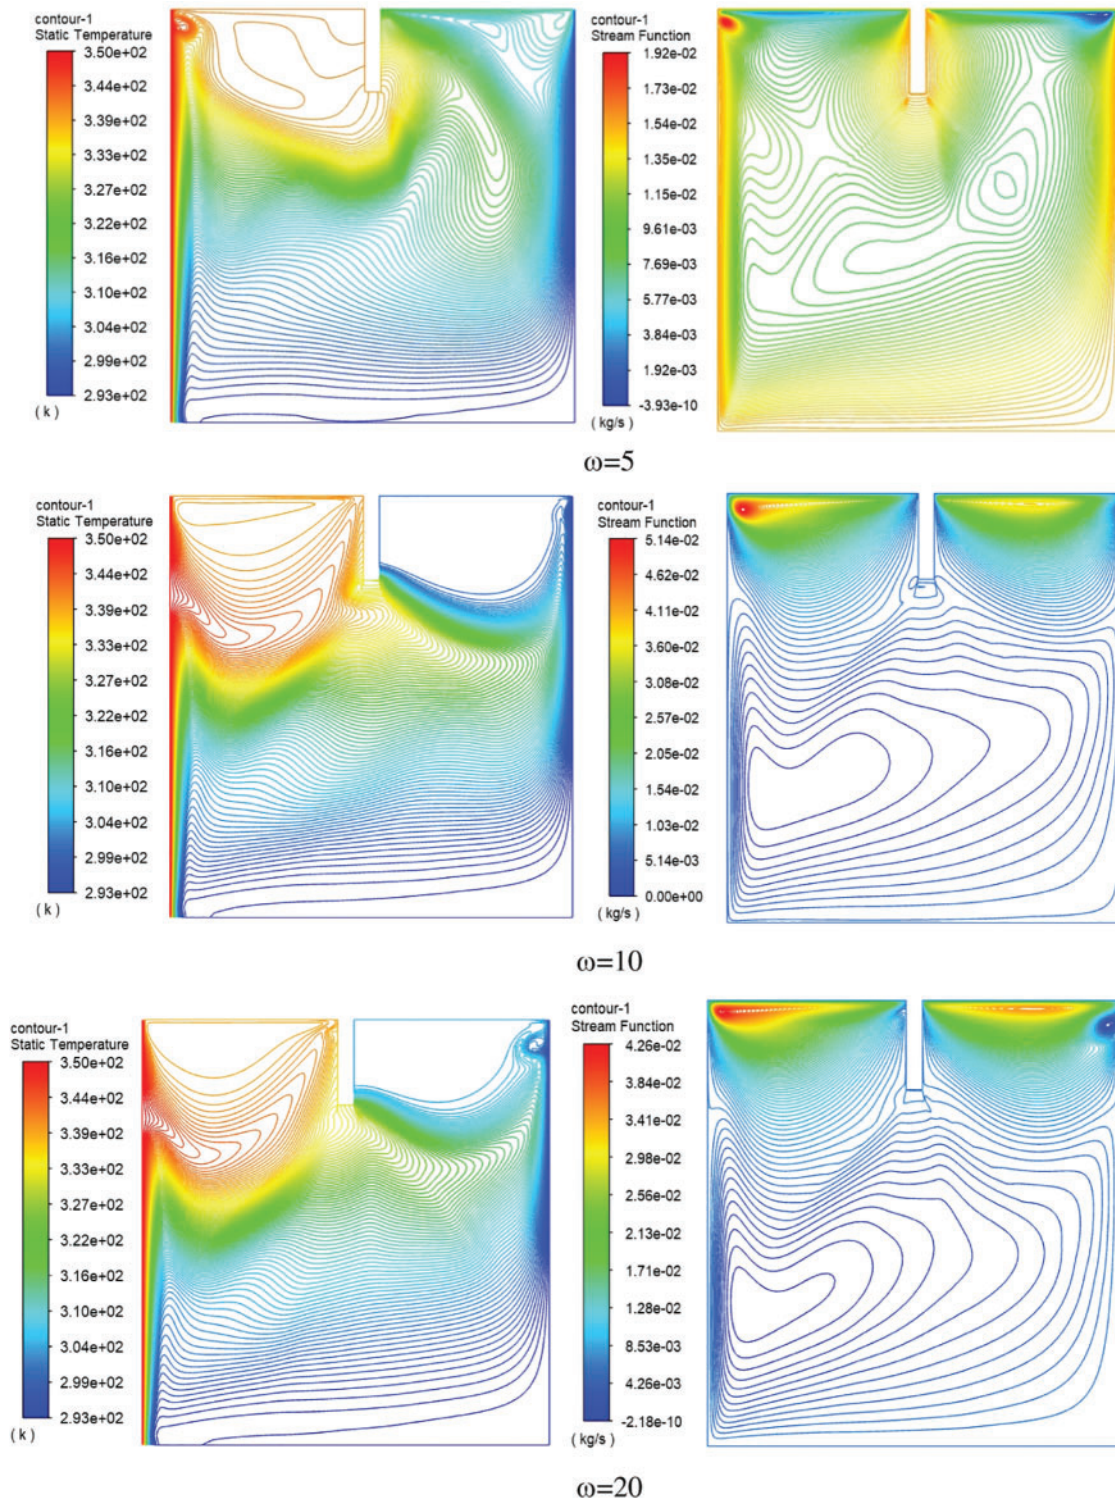 contour-1
Static Temperature
3.50e+02
3.44e+02
3.39e+02
3.33e+02
3.27e+02
3.22e+02
3.16e+02
3.10e+02
3.04e+02
2.99e+02
2.93e+02
( k )
contour-1
Stream Function
1.92e-02
1.73e-02
1.54e-02
1.35e-02
1.15e-02
9.61e-03
7.69e-03
5.77e-03
3.84e-03
1.92e-03
-3.93e-10
(kg/s )
ω=5
contour-1
Static Temperature
3.50e+02
3.44e+02
3.39e+02
3.33e+02
3.27e+02
3.22e+02
3.16e+02
3.10e+02
3.04e+02
2.99e+02
2.93e+02
( k )
contour-1
Stream Function
5.14e-02
4.62e-02
4.11e-02
3.60e-02
3.08e-02
2.57e-02
2.05e-02
1.54e-02
1.03e-02
5.14e-03
0.00e+00
( kg/s )
ω=10
contour-1
Static Temperature
3.50e+02
3.44e+02
3.39e+02
3.33e+02
3.27e+02
3.22e+02
3.16e+02
3.10e+02
3.04e+02
2.99e+02
2.93e+02
( k )
contour-1
Stream Function
4.26e-02
3.84e-02
3.41e-02
2.98e-02
2.56e-02
2.13e-02
1.71e-02
1.28e-02
8.53e-03
4.26e-03
-2.18e-10
( kg/s )
ω=20